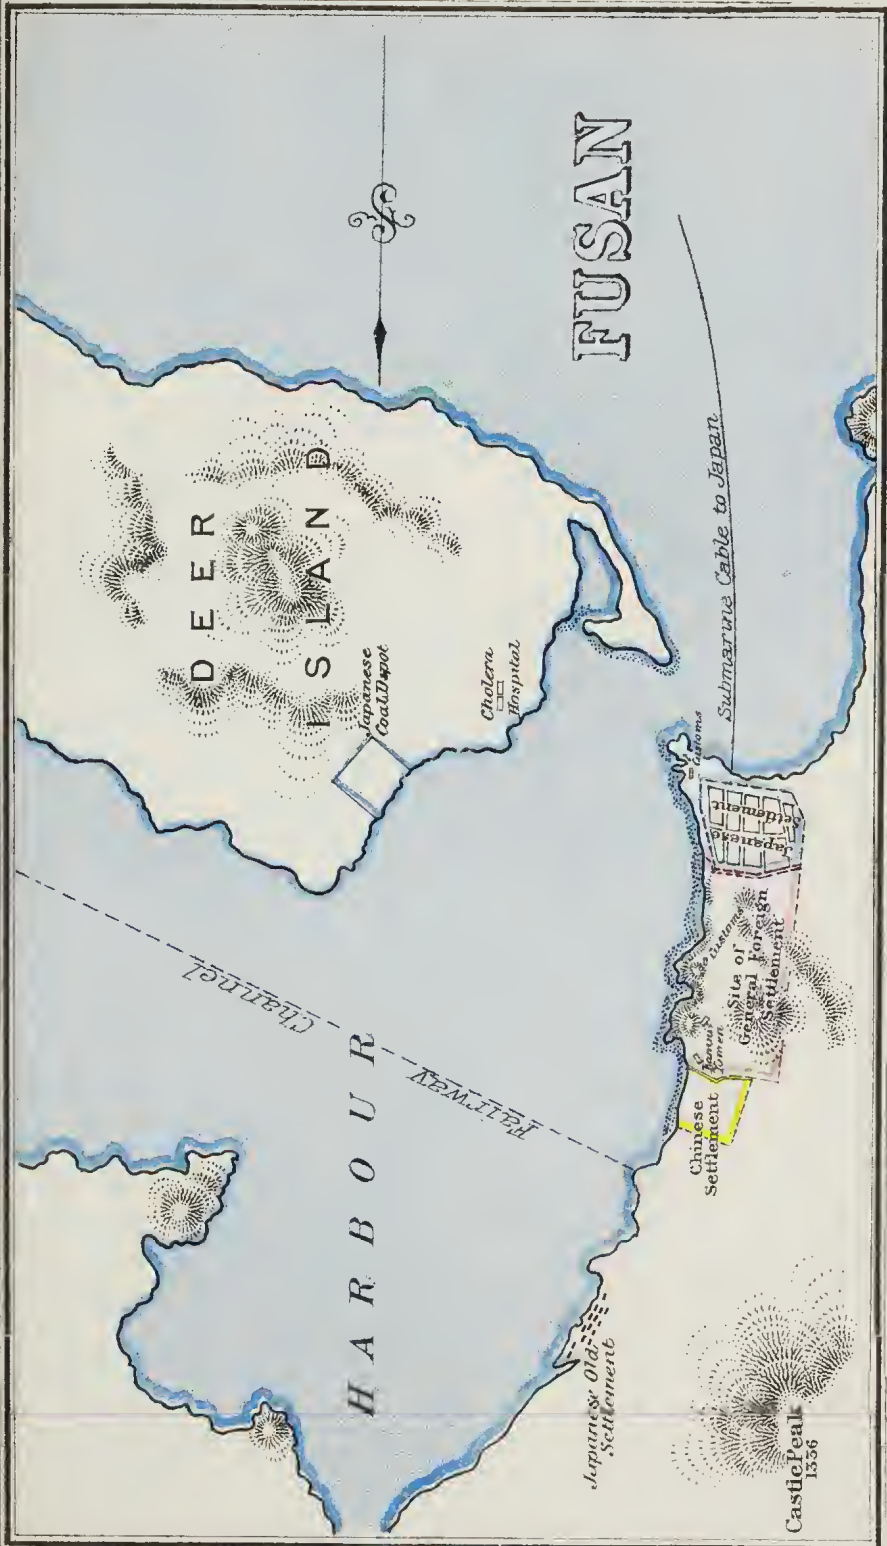 FUSAN
DEER
ISLAND
Japanese
Coal Depot
Cholera
Hospital
Submarine Cable to Japan
Customs
Japanese
Settlement
Customs
Site of
General Foreign
Settlement
Chinese
Settlement
Fairway Channel
HARBOUR
Japanese Old
Settlement
Castle Peak
1336